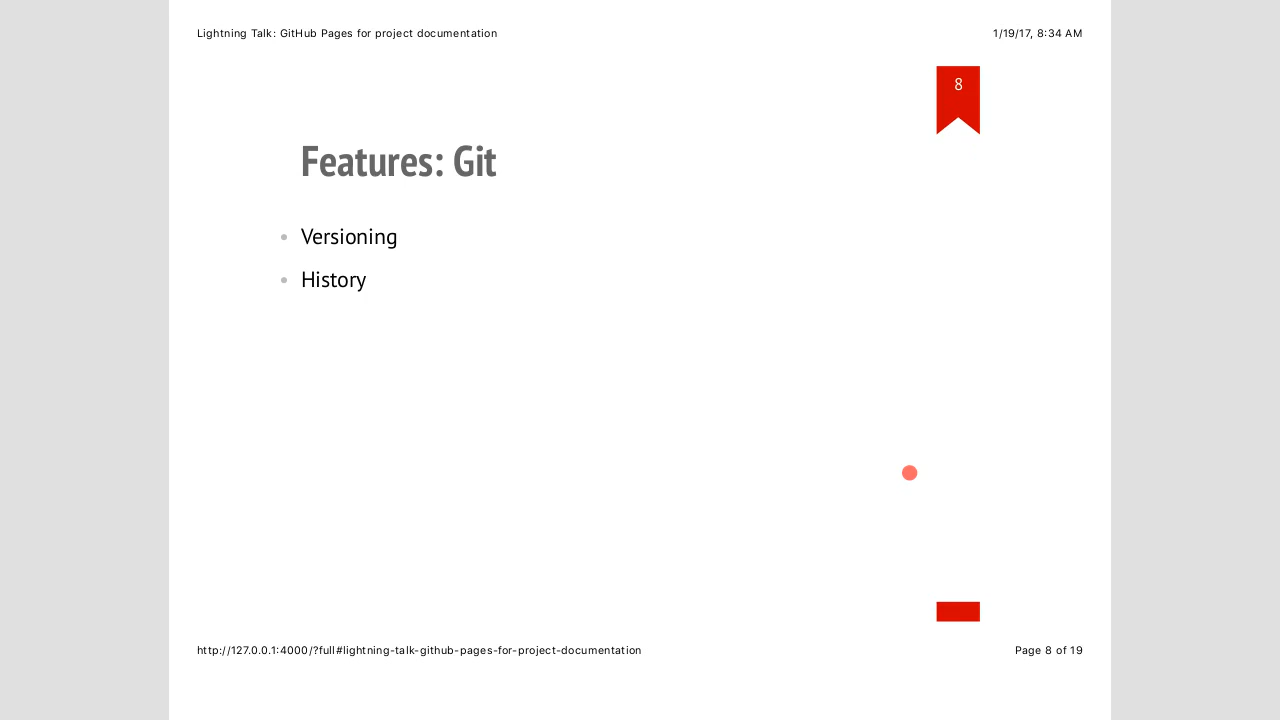 Lightning Talk: GitHub Pages for project documentation
1/19/17, 8:34 AM
8
Features: Git
Versioning
History
http://127.0.0.1:4000/?full#lightning-talk-github-pages-for-project-documentation
Page 8 of 19